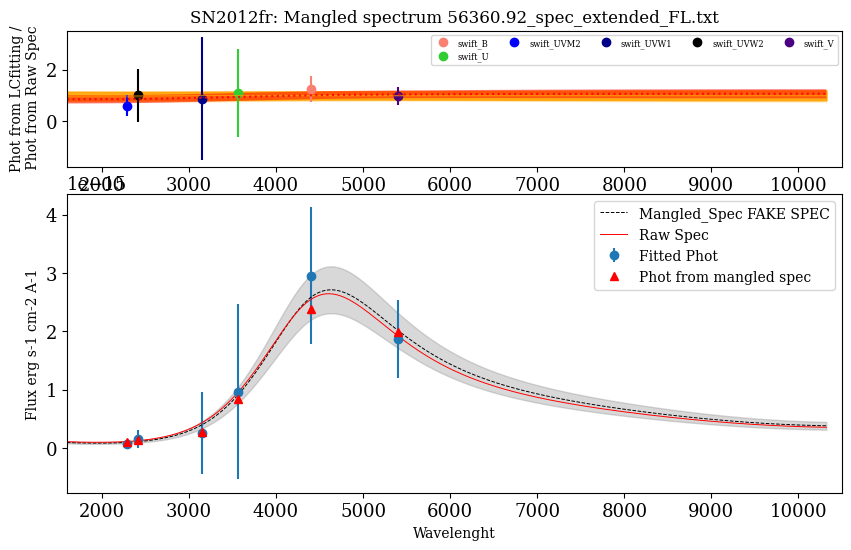 SN2012fr: Mangled spectrum 56360.92_spec_extended_FL.txt
Phot from LCfitting /
Phot from Raw Spec
2
0
swift_B
swift_U
swift_UVM2
swift_UVW1
swift_UVW2
swift_V
2000 3000 4000 5000 6000 7000 8000 9000 10000
1e−15
Flux erg s-1 cm-2 A-1
4
3
2
1
0
Mangled_Spec FAKE SPEC
Raw Spec
Fitted Phot
Phot from mangled spec
2000 3000 4000 5000 6000 7000 8000 9000 10000
Wavelenght